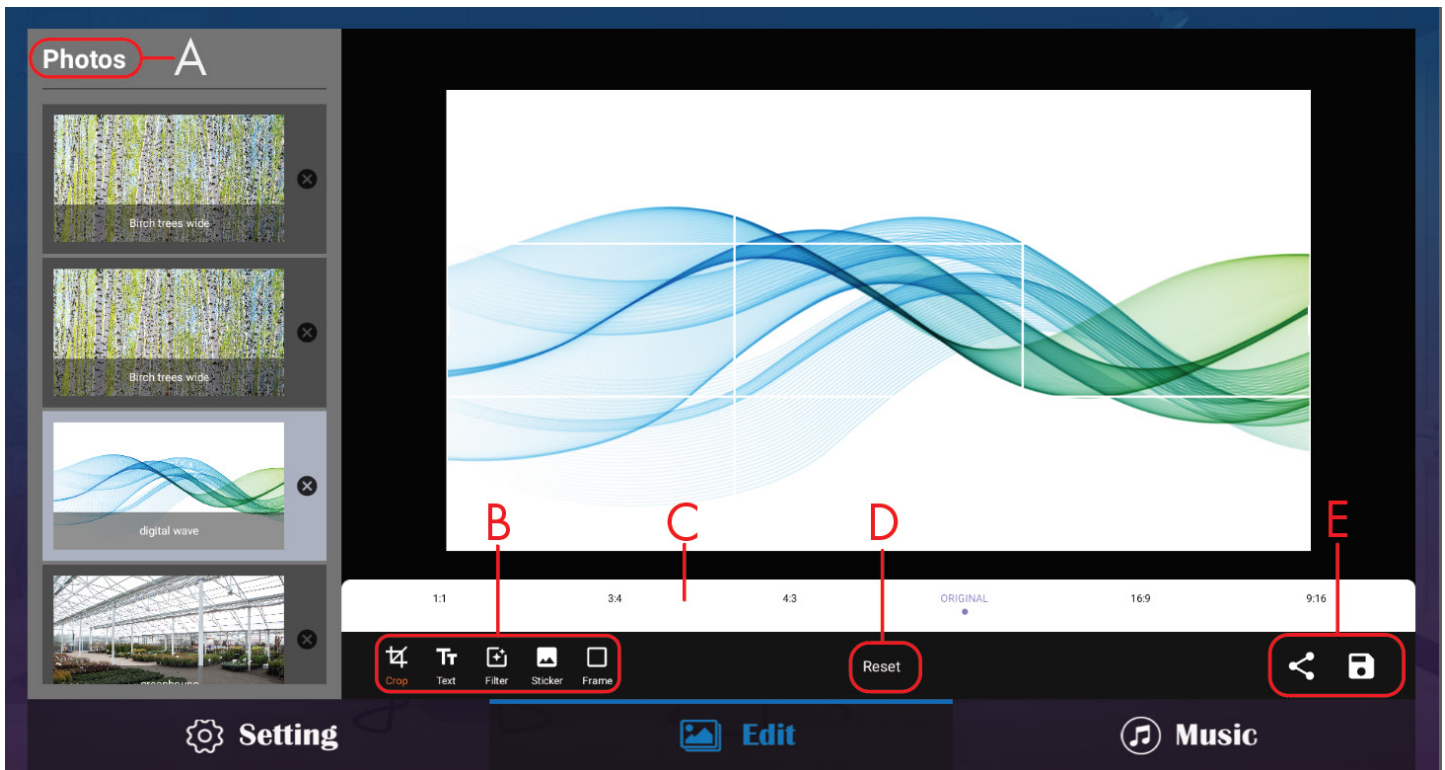 Photos
A
Birch trees wide
Birch trees wide
digital wave
greenhouse
B
C
D
E
1:1 3:4 4:3 ORIGINAL 16:9 9:16
Crop Text Filter Sticker Frame
Reset
Setting Edit Music